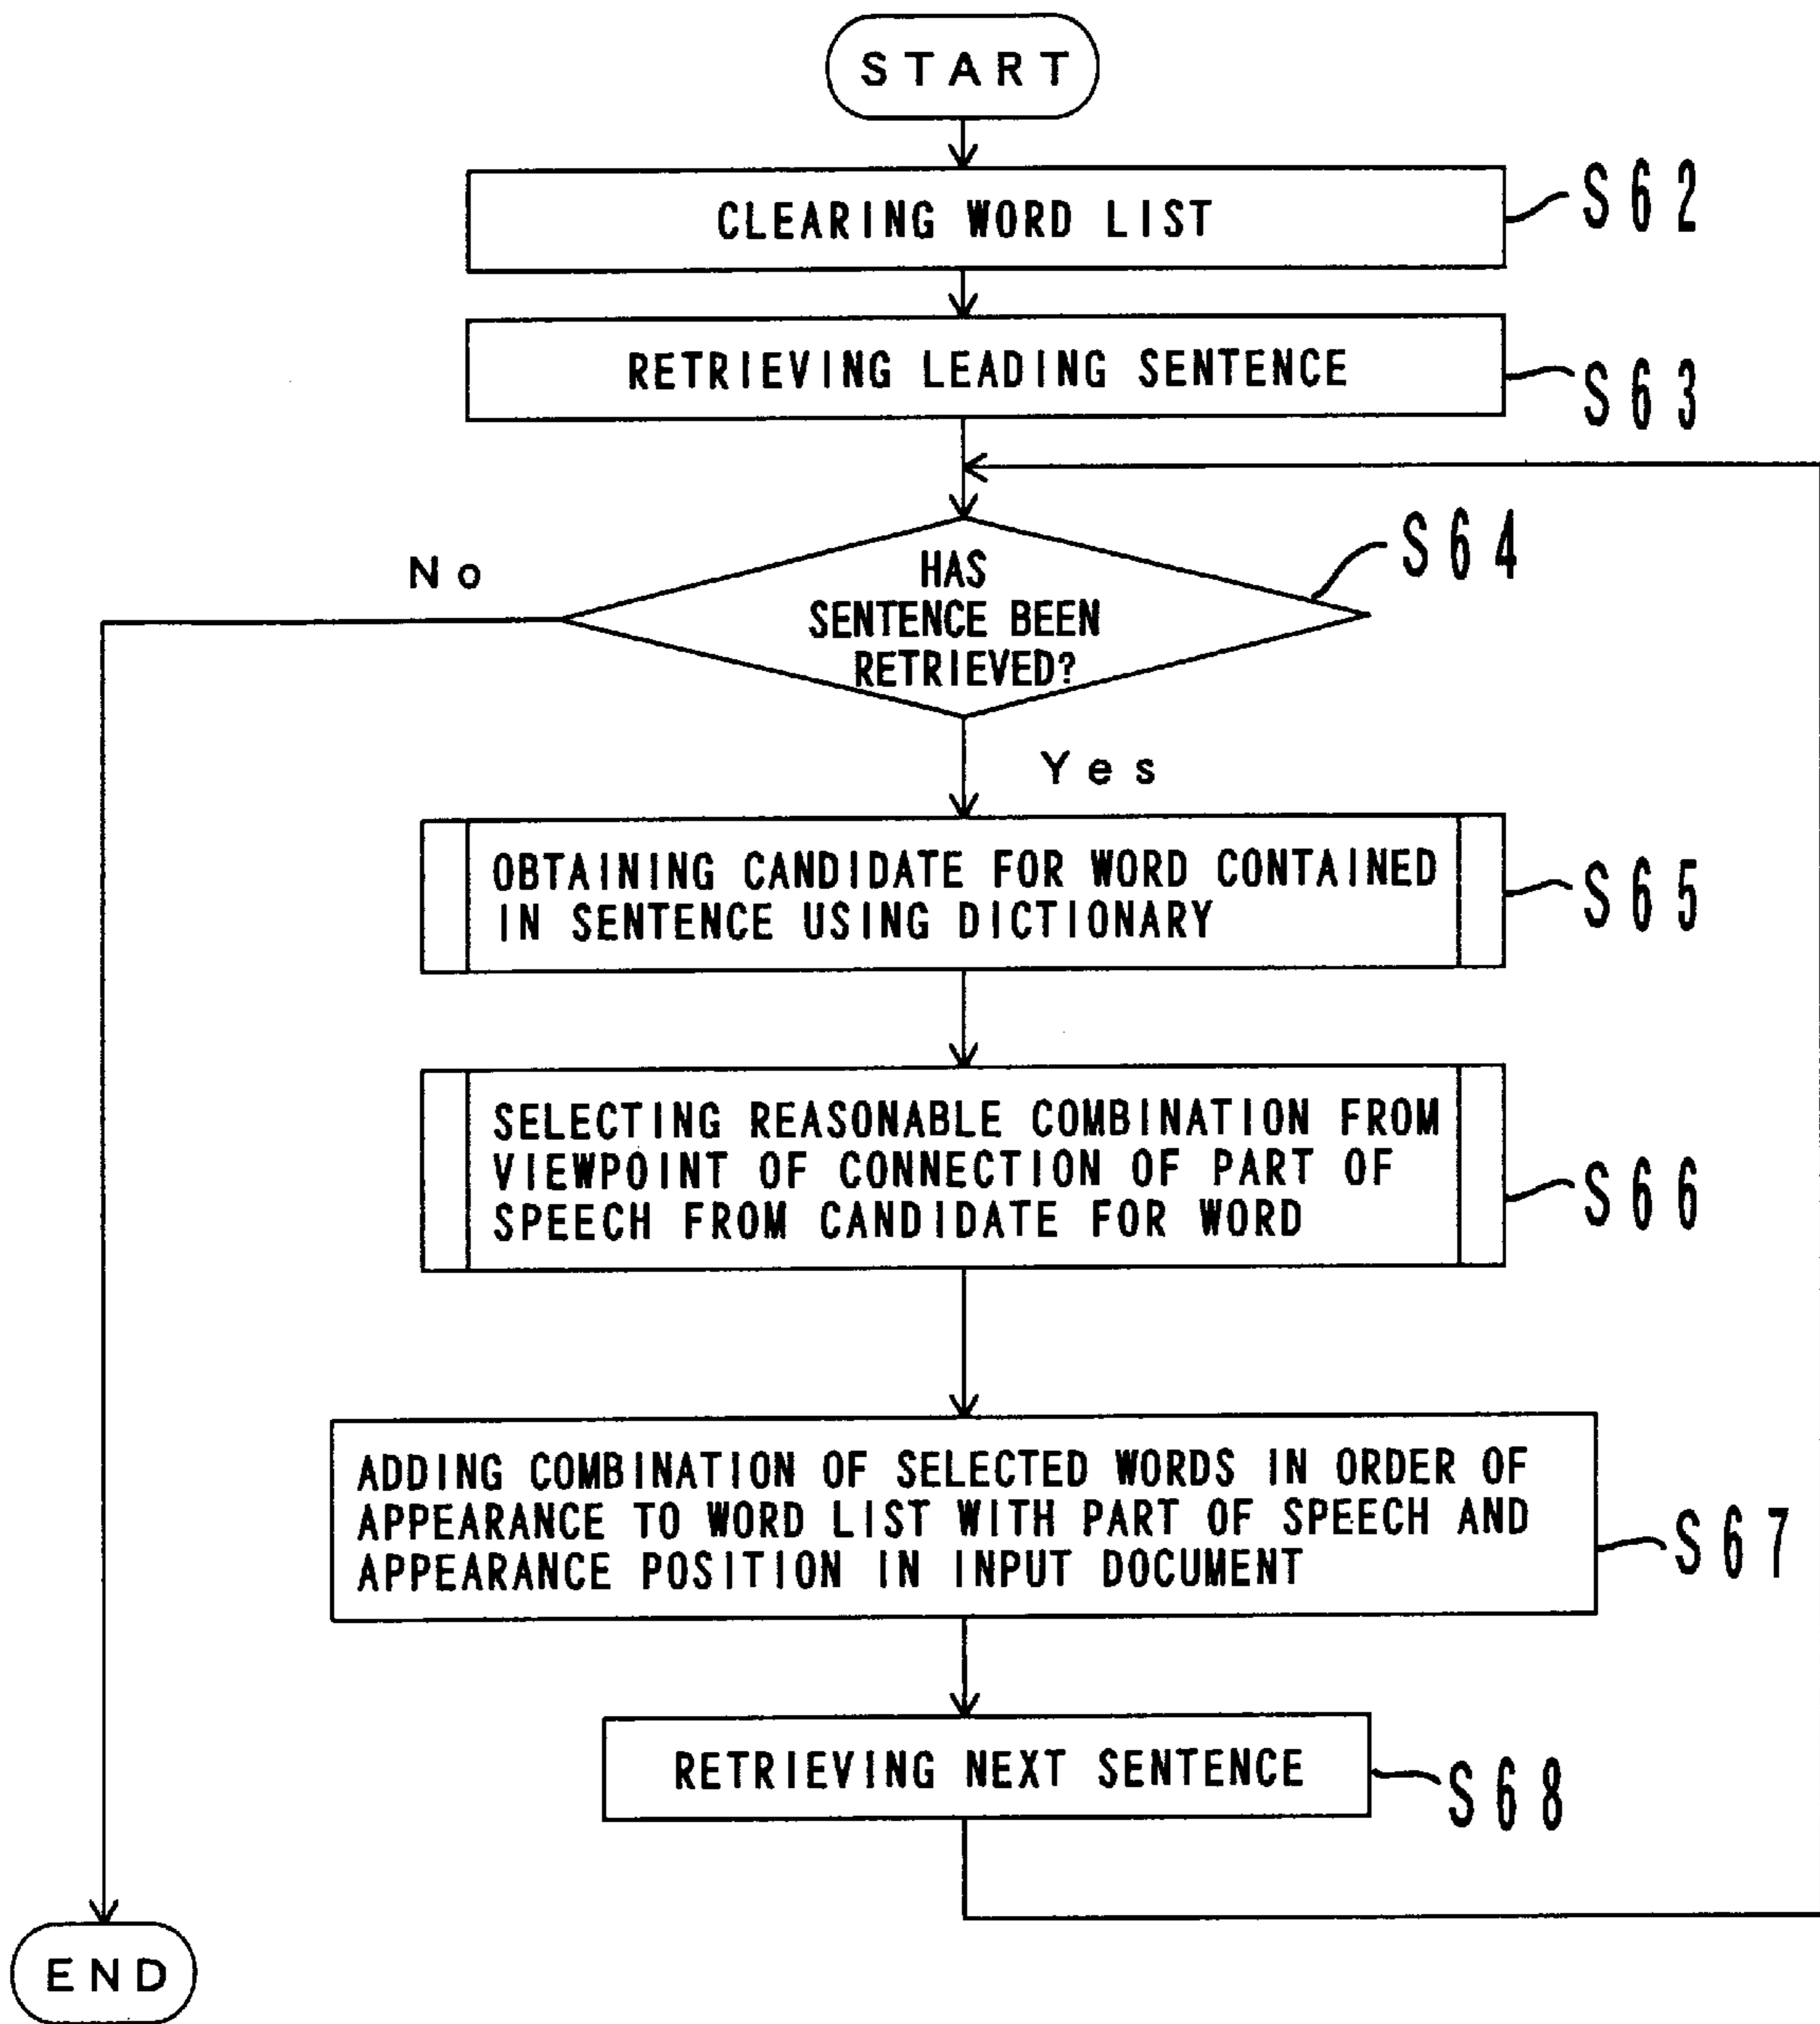 START
CLEARING WORD LIST
S62
RETRIEVING LEADING SENTENCE
S63
HAS
SENTENCE BEEN
RETRIEVED?
S64
No
Yes
OBTAINING CANDIDATE FOR WORD CONTAINED
IN SENTENCE USING DICTIONARY
S65
SELECTING REASONABLE COMBINATION FROM
VIEWPOINT OF CONNECTION OF PART OF
SPEECH FROM CANDIDATE FOR WORD
S66
ADDING COMBINATION OF SELECTED WORDS IN ORDER OF
APPEARANCE TO WORD LIST WITH PART OF SPEECH AND
APPEARANCE POSITION IN INPUT DOCUMENT
S67
RETRIEVING NEXT SENTENCE
S68
END